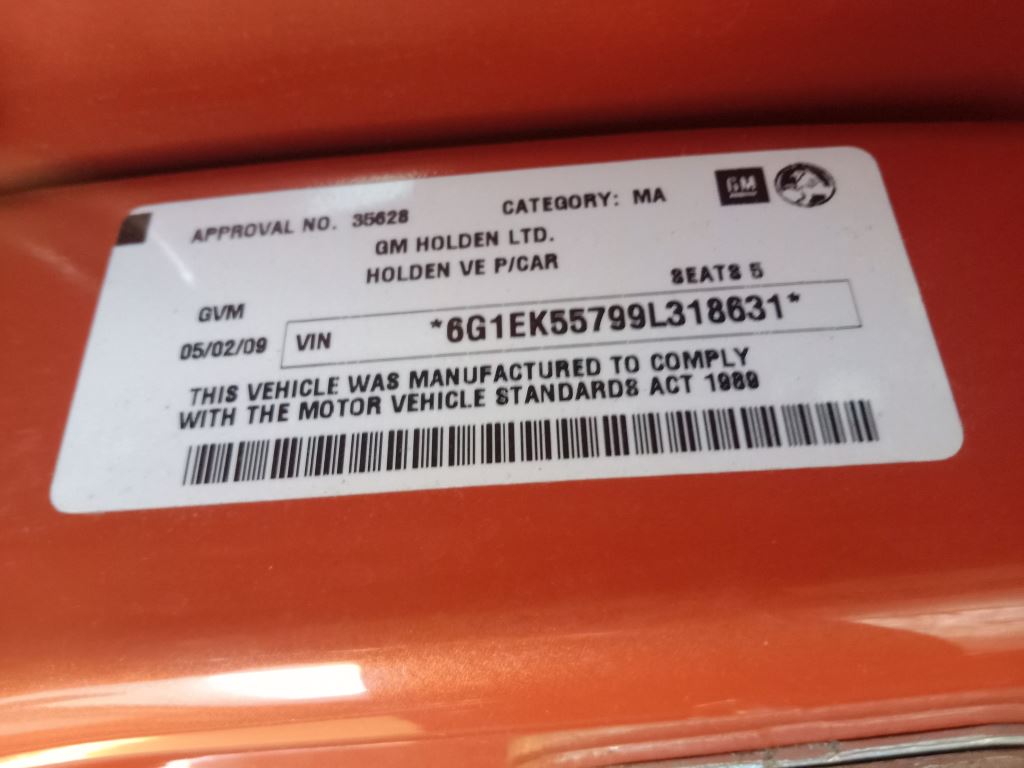 APPROVAL NO. 35628 CATEGORY: MA GM
GM HOLDEN LTD.
HOLDEN VE P/CAR
SEATS 5
GVM
05/02/09 VIN *6G1EK55799L318631*
THIS VEHICLE WAS MANUFACTURED TO COMPLY
WITH THE MOTOR VEHICLE STANDARDS ACT 1989